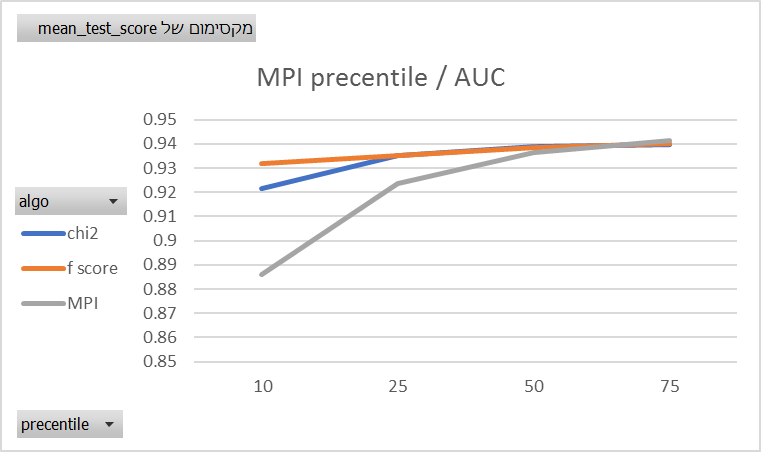 מקסימום של mean_test_score
MPI precentile / AUC
0.95
0.94
0.93
0.92
0.91
0.9
0.89
0.88
0.87
0.86
0.85
10 25 50 75
algo
chi2
f score
MPI
precentile